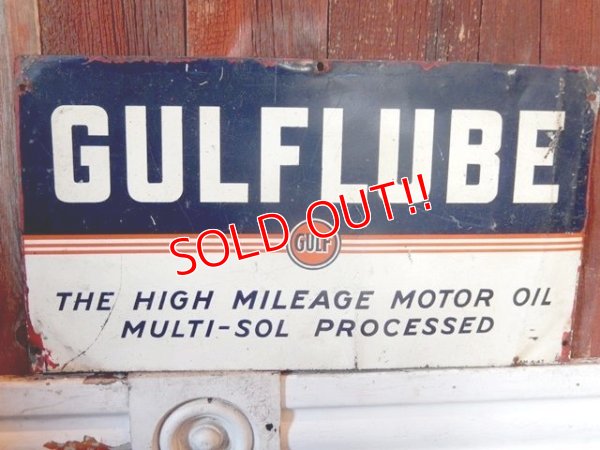 GULFLUBE
SOLD OUT!!
GULF
THE HIGH MILEAGE MOTOR OIL
MULTI-SOL PROCESSED